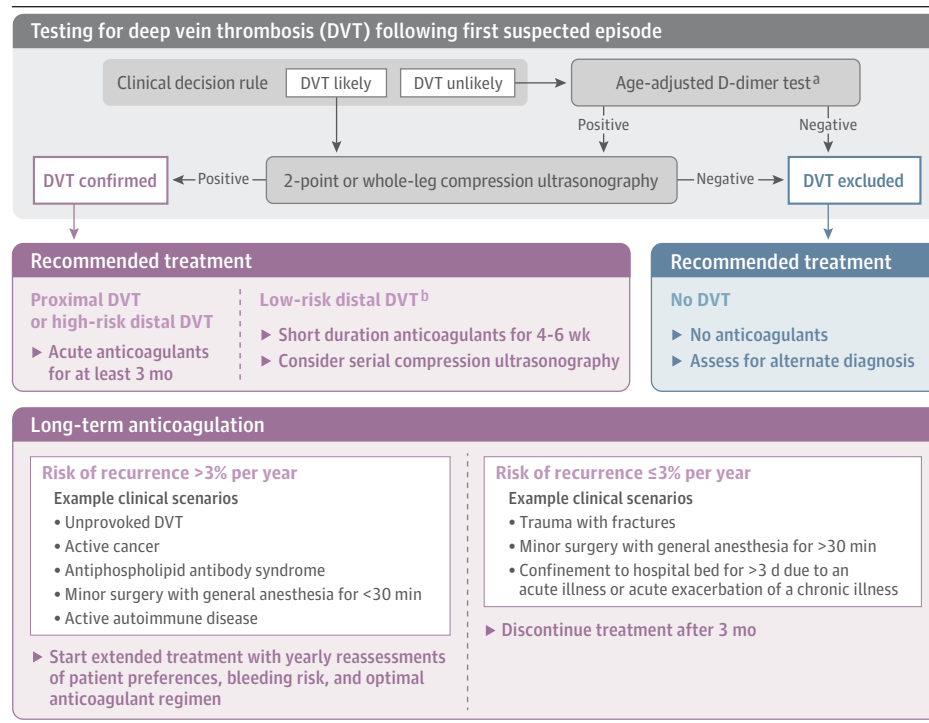 Testing for deep vein thrombosis (DVT) following first suspected episode
Clinical decision rule
DVT likely
DVT unlikely
Age-adjusted D-dimer test a
Positive
Negative
DVT confirmed
Positive
2-point or whole-leg compression ultrasonography
Negative
DVT excluded
Recommended treatment
Proximal DVT
or high-risk distal DVT
▶ Acute anticoagulants
for at least 3 mo
Low-risk distal DVT b
▶ Short duration anticoagulants for 4-6 wk
▶ Consider serial compression ultrasonography
Recommended treatment
No DVT
▶ No anticoagulants
▶ Assess for alternate diagnosis
Long-term anticoagulation
Risk of recurrence >3% per year
Example clinical scenarios
• Unprovoked DVT
• Active cancer
• Antiphospholipid antibody syndrome
• Minor surgery with general anesthesia for <30 min
• Active autoimmune disease
▶ Start extended treatment with yearly reassessments
of patient preferences, bleeding risk, and optimal
anticoagulant regimen
Risk of recurrence ≤3% per year
Example clinical scenarios
• Trauma with fractures
• Minor surgery with general anesthesia for >30 min
• Confinement to hospital bed for >3 d due to an
acute illness or acute exacerbation of a chronic illness
▶ Discontinue treatment after 3 mo